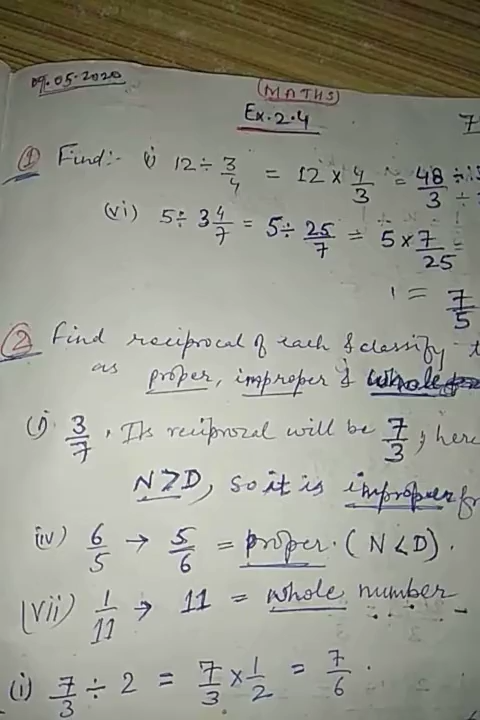 09.05.2020
(MATHS)
Ex.2.4
7
① Find:- (i) 12 ÷ 3/4 = 12 × 4/3 = 48/3 ÷
(vi) 5 ÷ 3 4/7 = 5 ÷ 25/7 = 5 × 7/25 =
1 = 7/5
② Find reciprocal of each & classify
as proper, improper & whole
(i) 3/7. Its reciprocal will be 7/3, here
N>D, so it is improper fr
(iv) 6/5 → 5/6 = proper. (N<D).
(vii) 1/11 → 11 = whole number
(i) 7/3 ÷ 2 = 7/3 × 1/2 = 7/6.